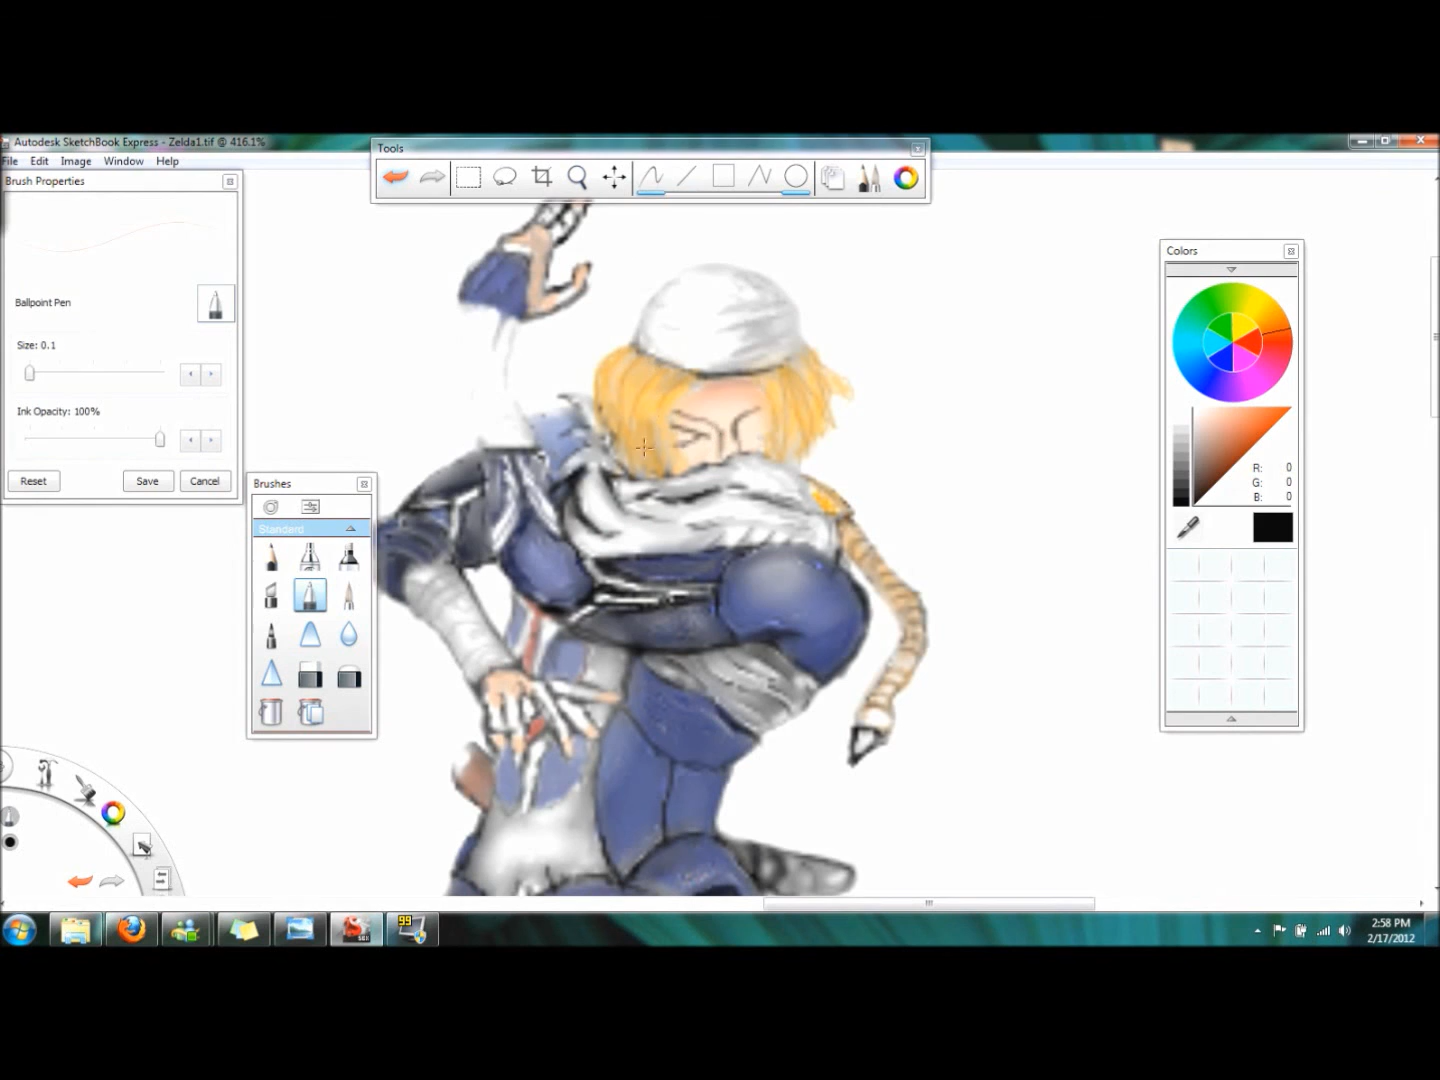 Autodesk SketchBook Express - Zelda1.tif @ 416.1%
File Edit Image Window Help
Tools
Brush Properties
Ballpoint Pen
Size: 0.1
Ink Opacity: 100%
Reset Save Cancel
Brushes
Standard
Colors
R: 0
G: 0
B: 0
99
2:58 PM
2/17/2012